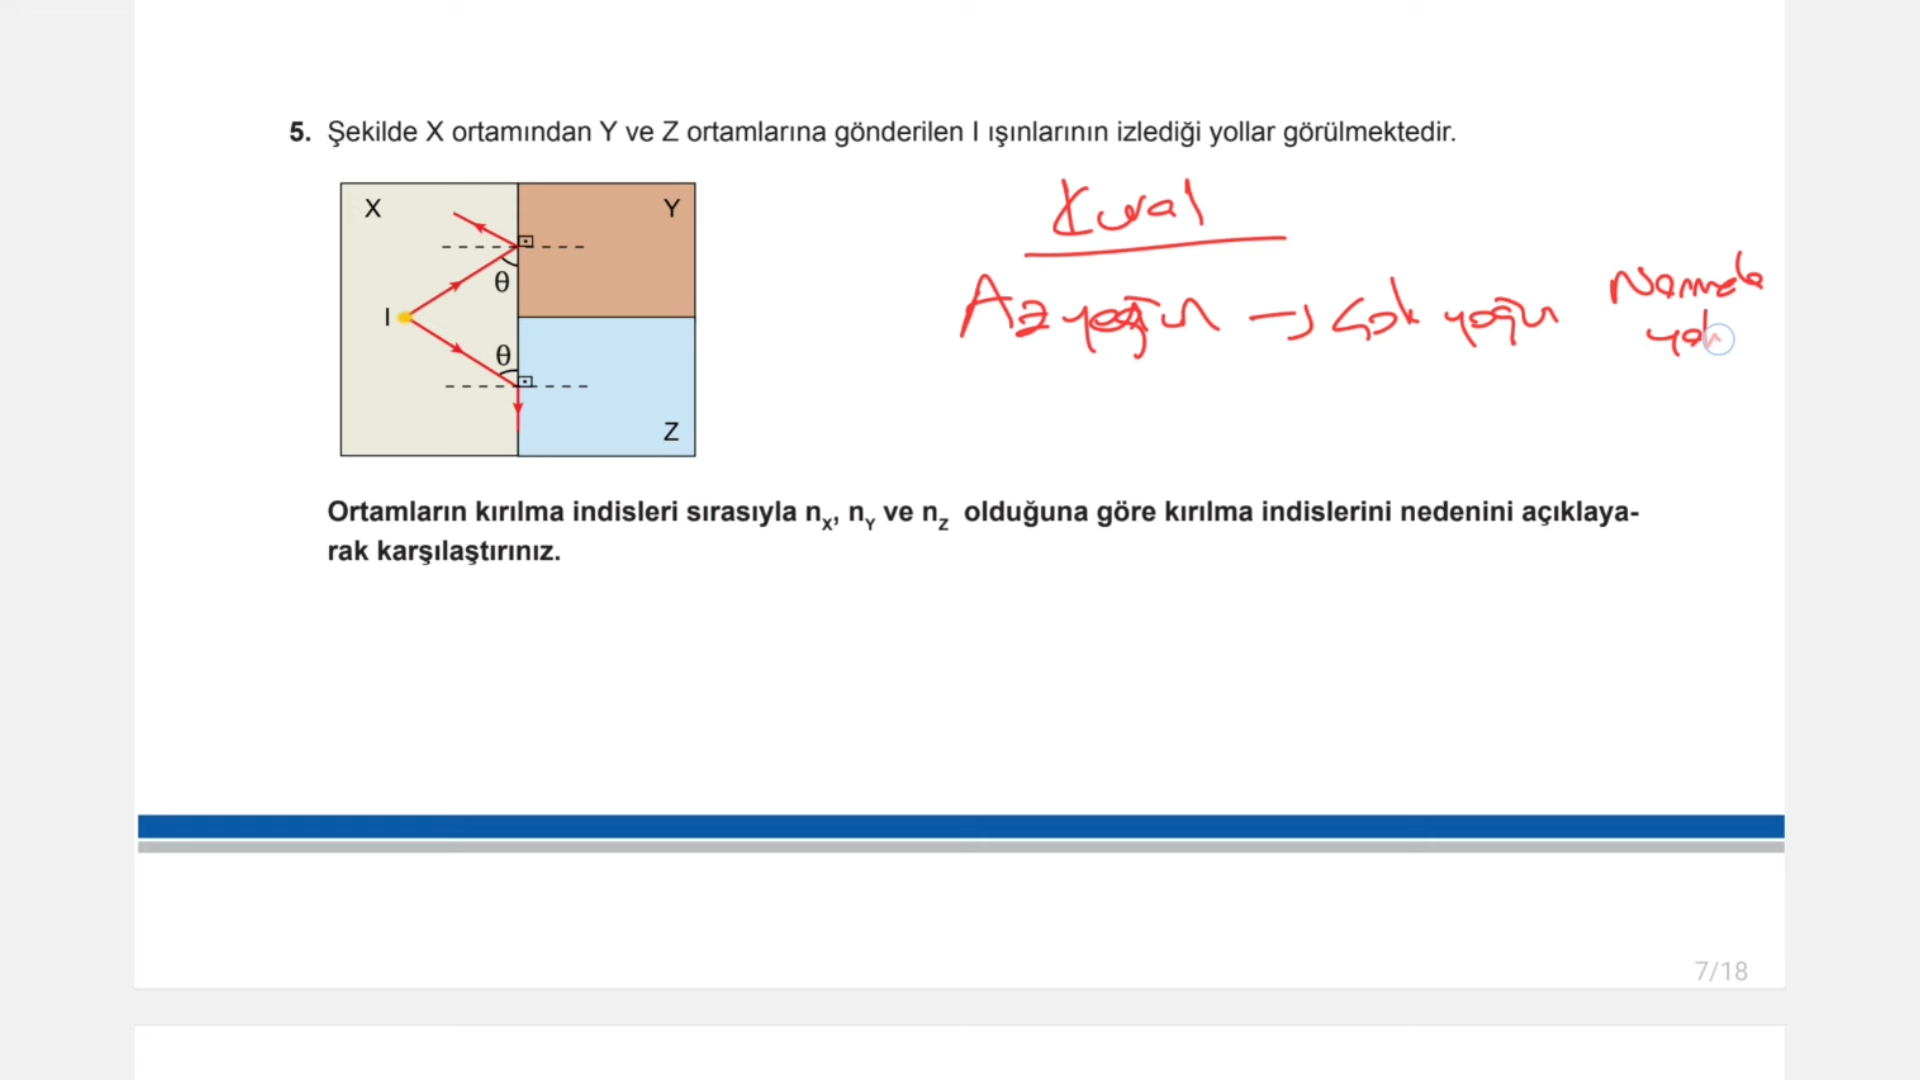 5. Şekilde X ortamından Y ve Z ortamlarına gönderilen I ışınlarının izlediği yollar görülmektedir.
X
Y
θ
I
θ
Z
Kural
Az yoğun → çok yoğun
Normale
Ortamların kırılma indisleri sırasıyla nX, nY ve nZ olduğuna göre kırılma indislerini nedenini açıklaya-
rak karşılaştırınız.
7/18